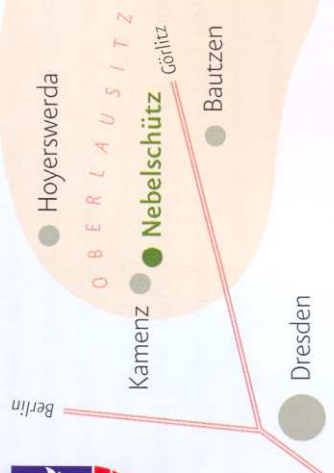 Hoyerswerda
OBERLAUSITZ
Kamenz
Nebelschütz
Görlitz
Bautzen
Berlin
Dresden